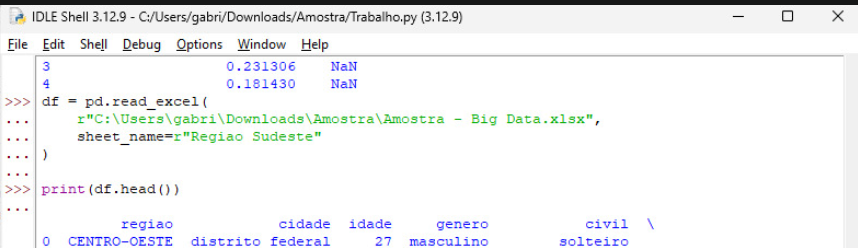 IDLE Shell 3.12.9 - C:/Users/gabri/Downloads/Amostra/Trabalho.py (3.12.9)
File Edit Shell Debug Options Window Help
3 0.231306 NaN
4 0.181430 NaN
>>> df = pd.read_excel(
... r"C:\Users\gabri\Downloads\Amostra\Amostra - Big Data.xlsx",
... sheet_name=r"Regiao Sudeste"
... )
...
>>> print(df.head())
...
regiao cidade idade genero civil \
0 CENTRO-OESTE distrito federal 27 masculino solteiro